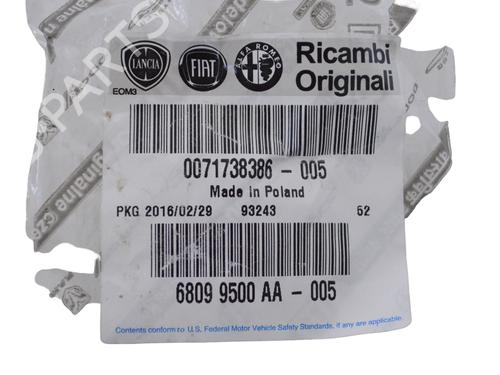 LANCIA
FIAT
ALFA ROMEO
Ricambi
Originali
EOM3
0071738386 - 005
Made in Poland
PKG 2016/02/29 93243 52
6809 9500 AA - 005
Contents conform to U.S. Federal Motor Vehicle Safety Standards, if any are applicable.
PARTS